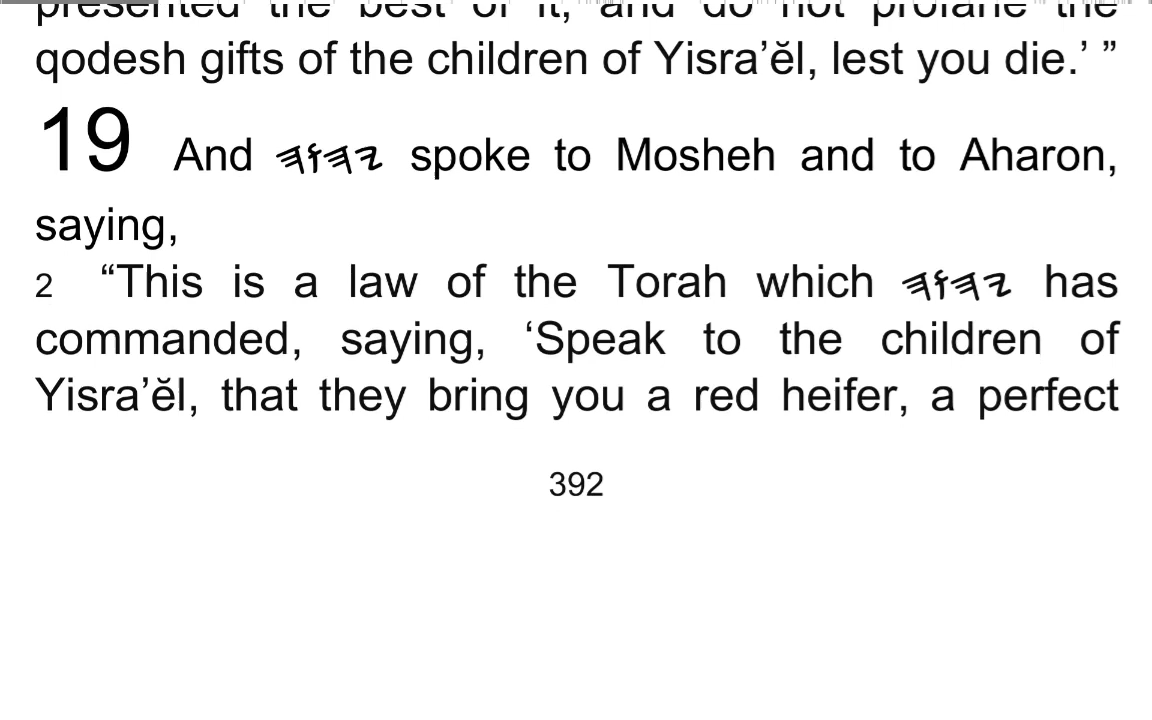 presented the best of it, and do not profane the
qodesh gifts of the children of Yisra’ĕl, lest you die.’ ”
19 And 𐤉𐤄𐤅𐤄 spoke to Mosheh and to Aharon,
saying,
2 “This is a law of the Torah which 𐤉𐤄𐤅𐤄 has
commanded, saying, ‘Speak to the children of
Yisra’ĕl, that they bring you a red heifer, a perfect
392